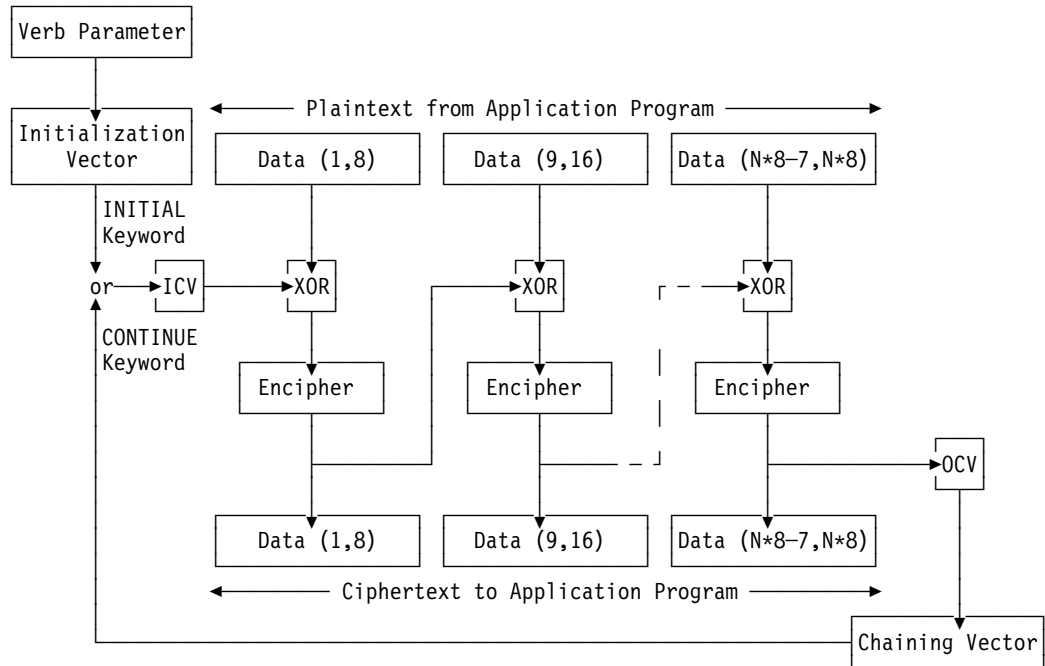 Verb Parameter
Plaintext from Application Program
Initialization
Vector
Data (1,8)
Data (9,16)
Data (N*8–7,N*8)
INITIAL
Keyword
or
ICV
XOR
XOR
XOR
CONTINUE
Keyword
Encipher
Encipher
Encipher
OCV
Data (1,8)
Data (9,16)
Data (N*8–7,N*8)
Ciphertext to Application Program
Chaining Vector